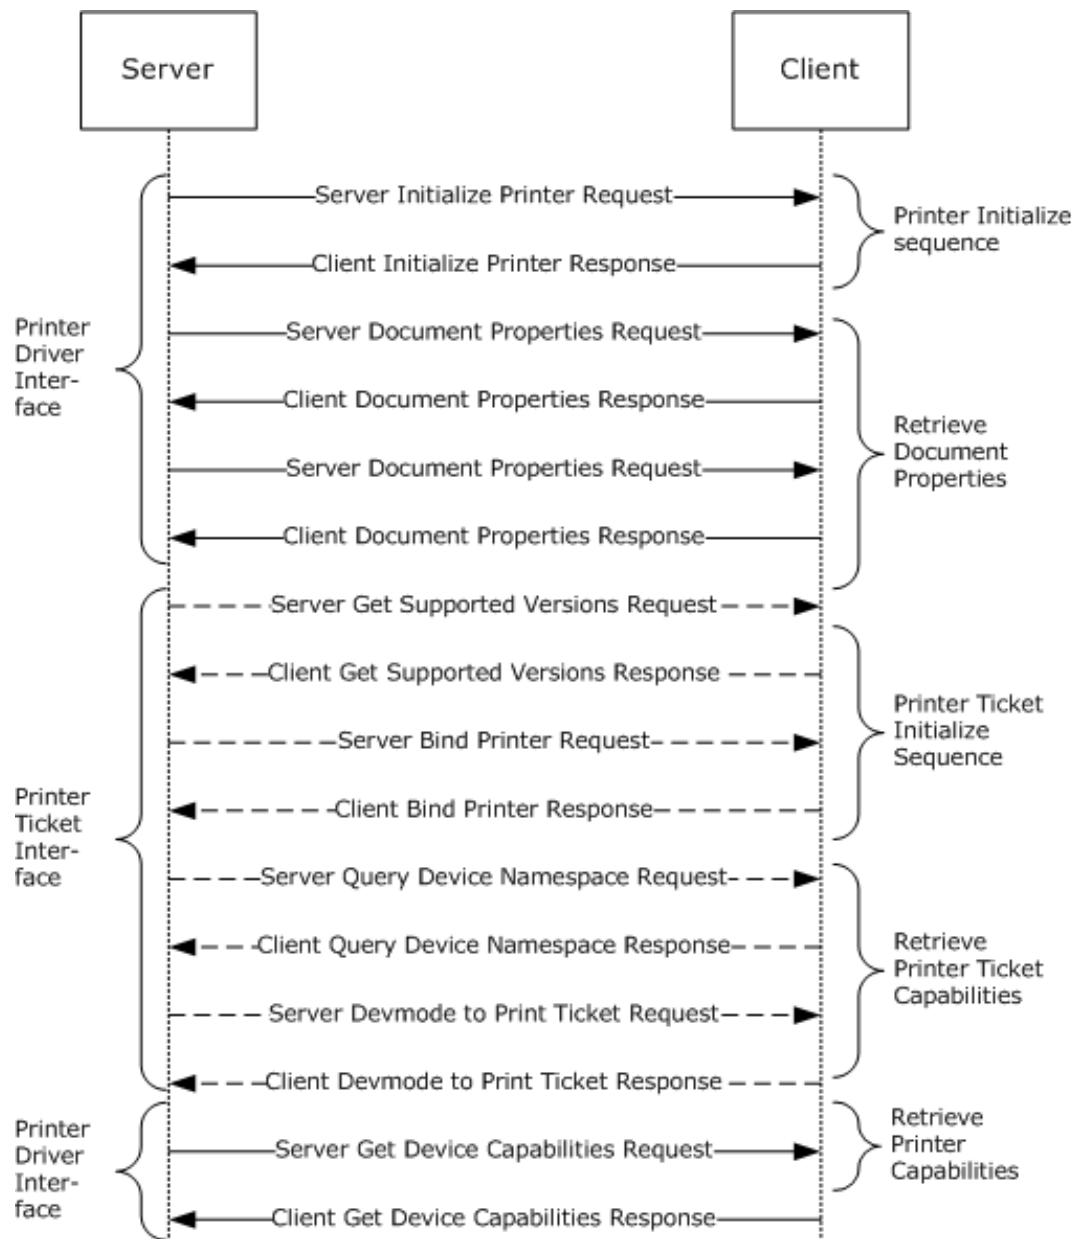 Server
Client
Server Initialize Printer Request
Printer Initialize
sequence
Client Initialize Printer Response
Printer
Driver
Inter-
face
Server Document Properties Request
Client Document Properties Response
Retrieve
Document
Properties
Server Document Properties Request
Client Document Properties Response
Server Get Supported Versions Request
Client Get Supported Versions Response
Printer Ticket
Initialize
Sequence
Server Bind Printer Request
Client Bind Printer Response
Printer
Ticket
Inter-
face
Server Query Device Namespace Request
Client Query Device Namespace Response
Retrieve
Printer Ticket
Capabilities
Server Devmode to Print Ticket Request
Client Devmode to Print Ticket Response
Printer
Driver
Inter-
face
Server Get Device Capabilities Request
Retrieve
Printer
Capabilities
Client Get Device Capabilities Response